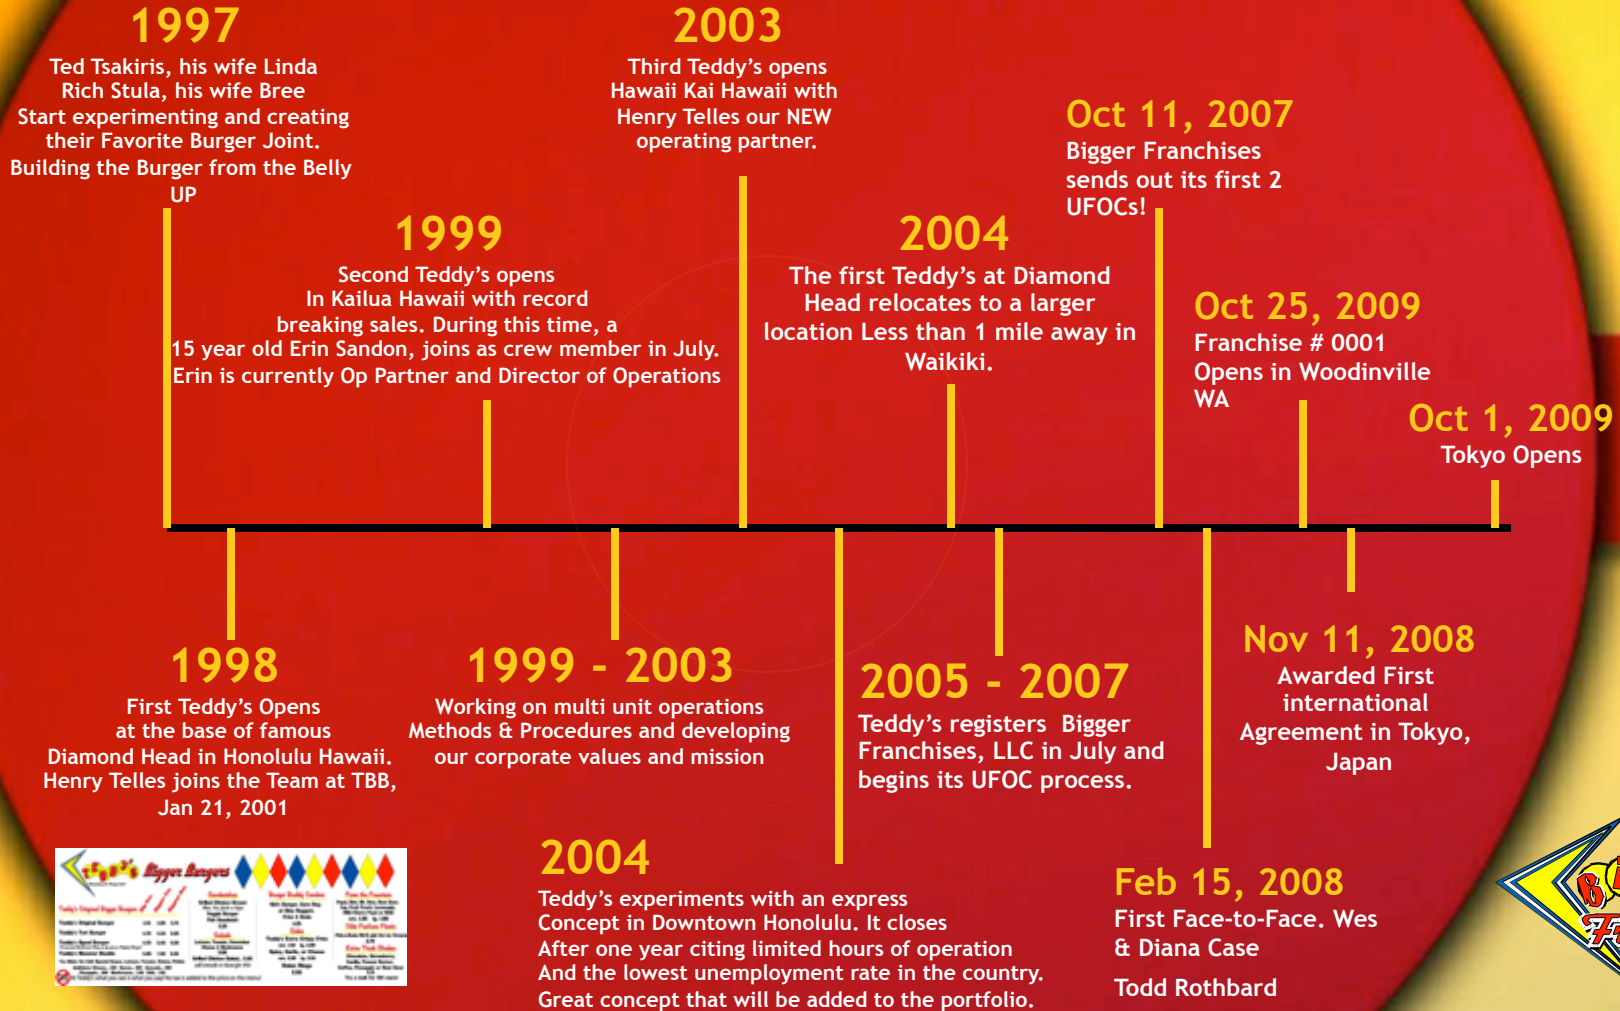 1997
Ted Tsakiris, his wife Linda
Rich Stula, his wife Bree
Start experimenting and creating
their Favorite Burger Joint.
Building the Burger from the Belly
UP
1999
Second Teddy's opens
In Kailua Hawaii with record
breaking sales. During this time, a
15 year old Erin Sandon, joins as crew member in July.
Erin is currently Op Partner and Director of Operations
2003
Third Teddy's opens
Hawaii Kai Hawaii with
Henry Telles our NEW
operating partner.
2004
The first Teddy's at Diamond
Head relocates to a larger
location Less than 1 mile away in
Waikiki.
Oct 11, 2007
Bigger Franchises
sends out its first 2
UFOCs!
Oct 25, 2009
Franchise # 0001
Opens in Woodinville
WA
Oct 1, 2009
Tokyo Opens
1998
First Teddy's Opens
at the base of famous
Diamond Head in Honolulu Hawaii.
Henry Telles joins the Team at TBB,
Jan 21, 2001
1999 - 2003
Working on multi unit operations
Methods & Procedures and developing
our corporate values and mission
2004
Teddy's experiments with an express
Concept in Downtown Honolulu. It closes
After one year citing limited hours of operation
And the lowest unemployment rate in the country.
Great concept that will be added to the portfolio.
2005 - 2007
Teddy's registers Bigger
Franchises, LLC in July and
begins its UFOC process.
Feb 15, 2008
First Face-to-Face. Wes
& Diana Case
Todd Rothbard
Nov 11, 2008
Awarded First
international
Agreement in Tokyo,
Japan
Teddy's Bigger Burgers